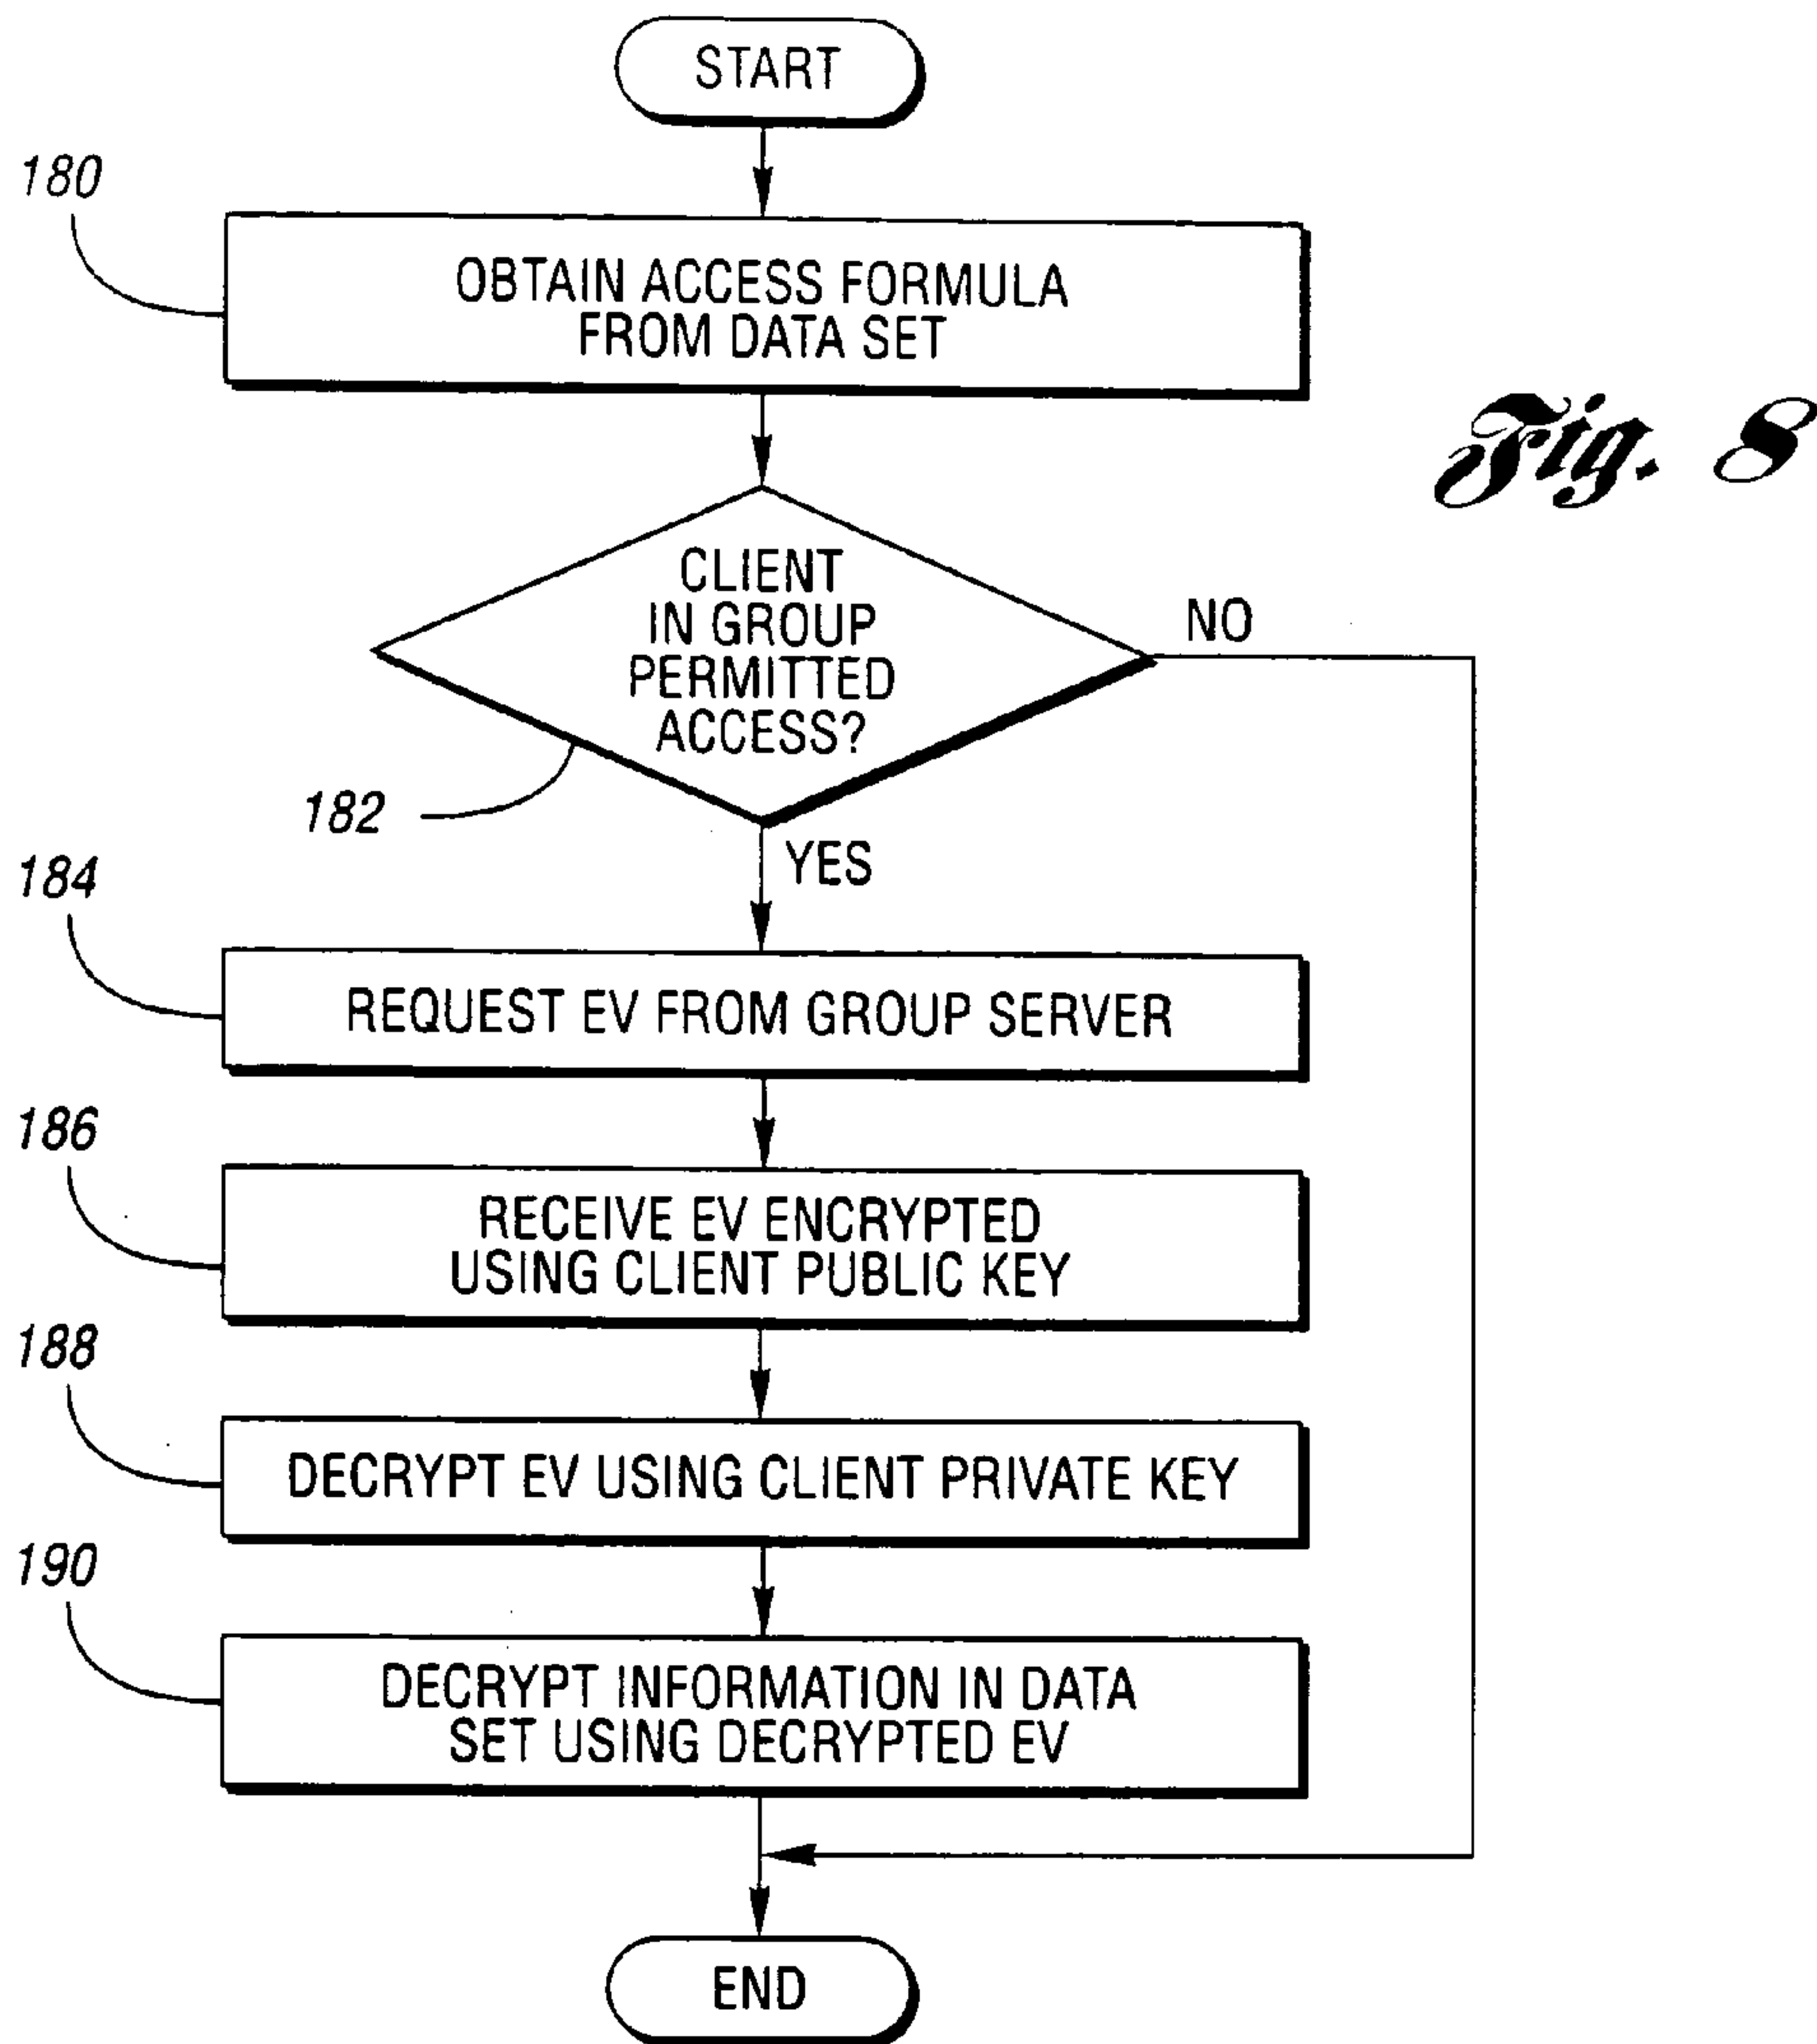 START
180
OBTAIN ACCESS FORMULA
FROM DATA SET
Fig. 8
CLIENT
IN GROUP
PERMITTED
ACCESS?
NO
182
YES
184
REQUEST EV FROM GROUP SERVER
186
RECEIVE EV ENCRYPTED
USING CLIENT PUBLIC KEY
188
DECRYPT EV USING CLIENT PRIVATE KEY
190
DECRYPT INFORMATION IN DATA
SET USING DECRYPTED EV
END